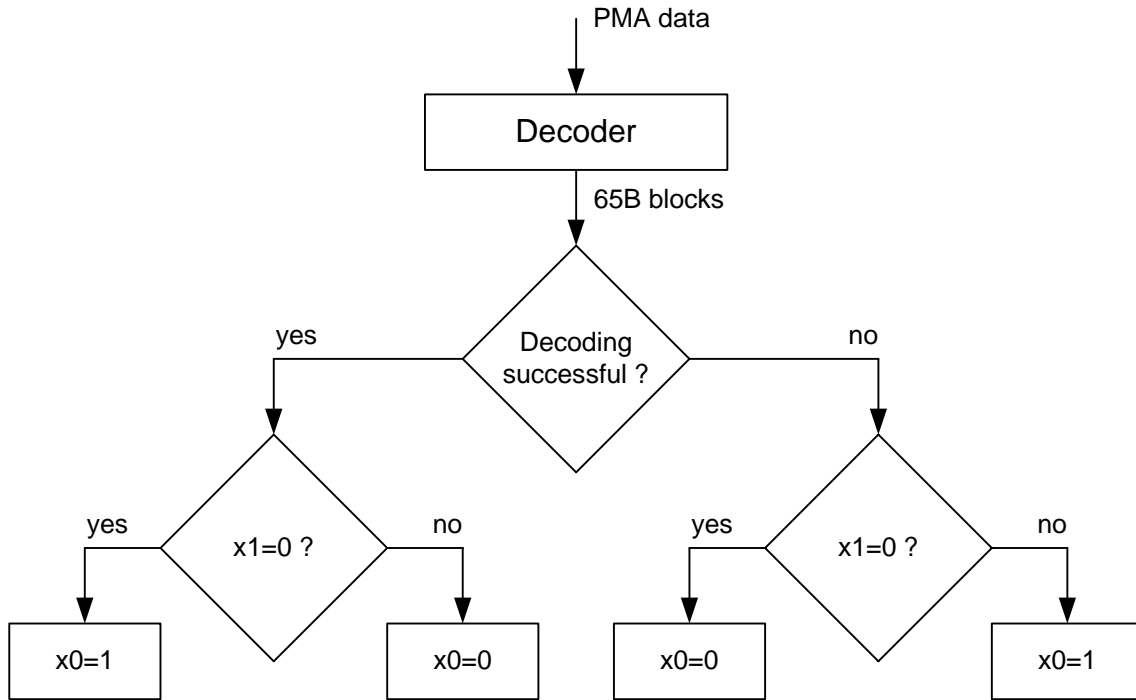 PMA data
Decoder
65B blocks
yes
Decoding
successful ?
no
yes
x1=0 ?
no
yes
x1=0 ?
no
x0=1
x0=0
x0=0
x0=1